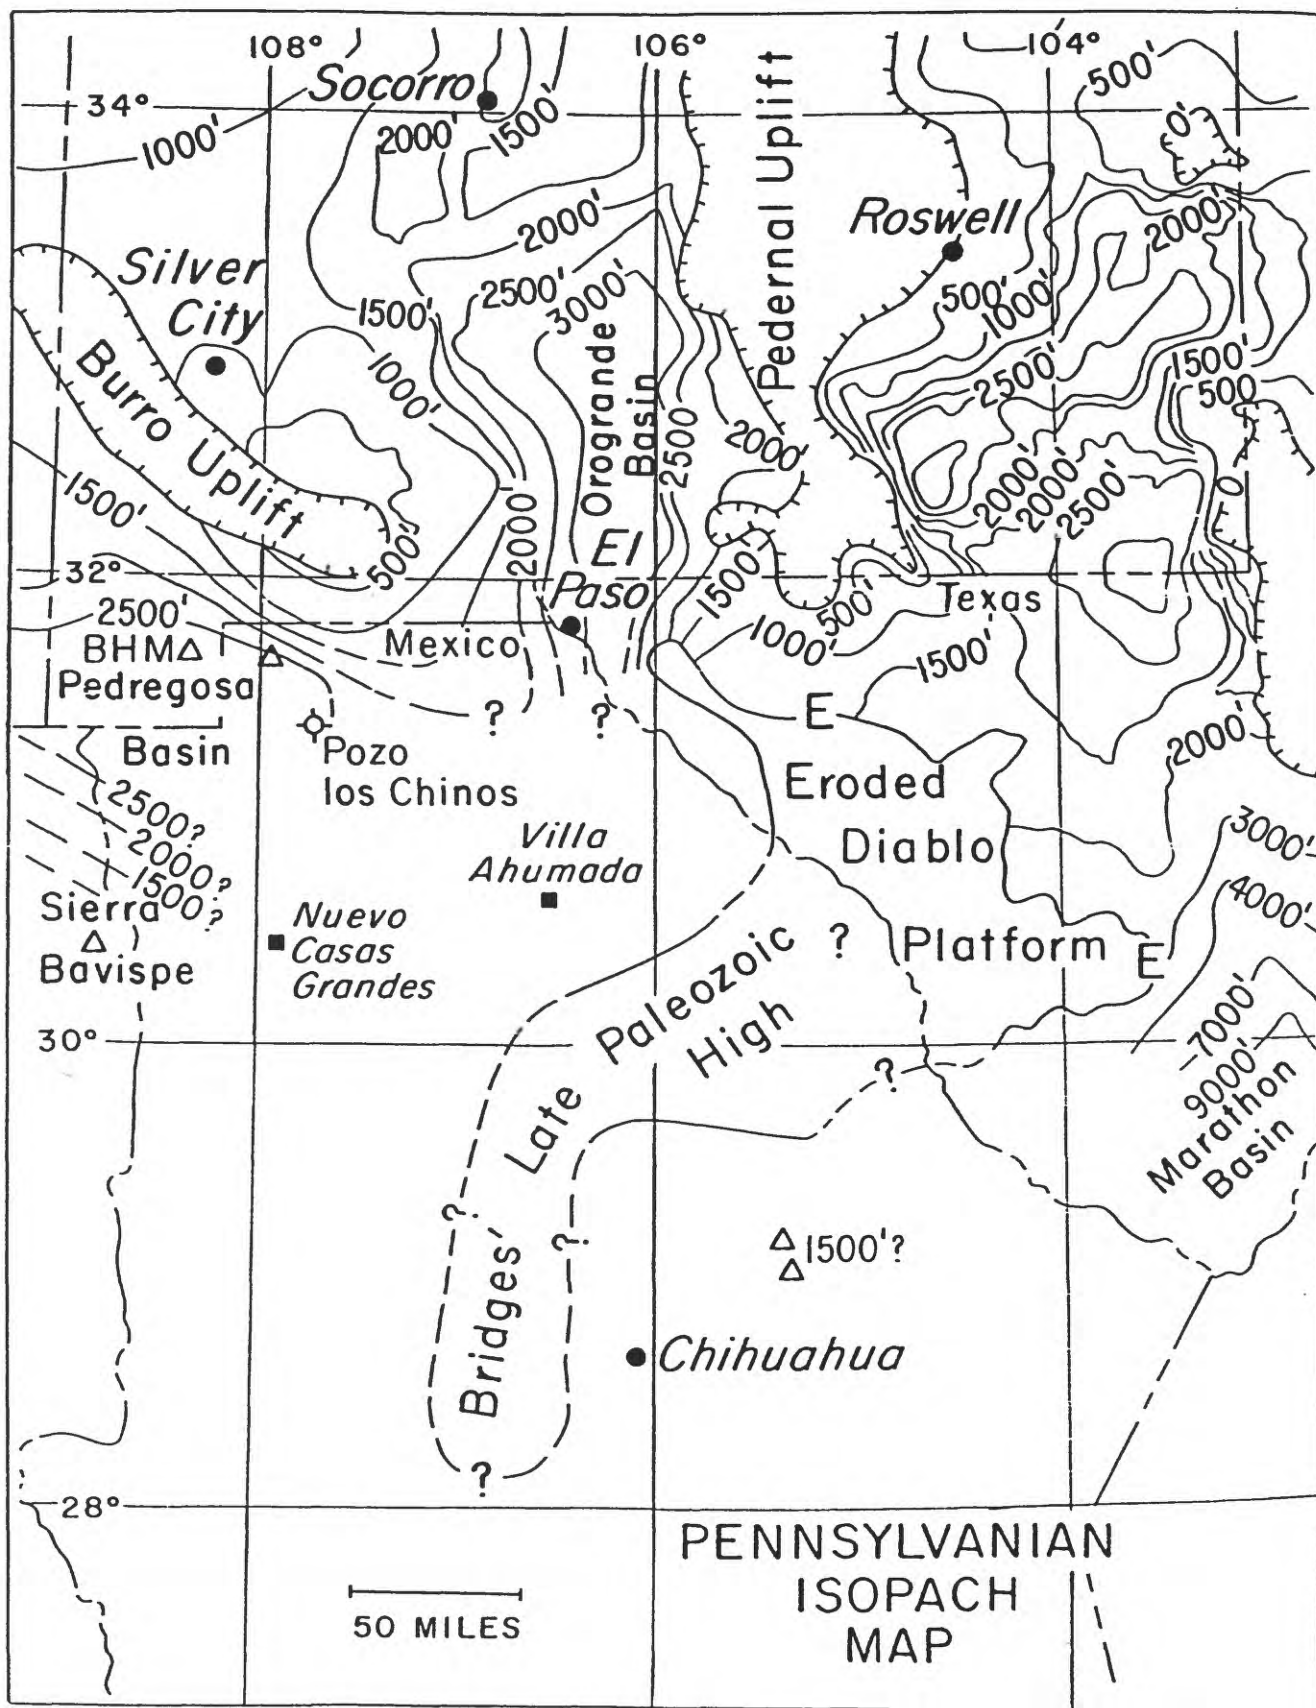 108°
106°
104°
500'
Socorro
34°
1000'
2000'
1500'
0'
Pedernal Uplift
Roswell
2000'
2000'
Silver
City
2500'
3000'
500'
1000'
1500'
1000'
2500'
1500'
500
Burro Uplift
Orogrande
Basin
2500
2000'
1500'
2000'
2000'
2500'
0
500'
2000
El
Paso
32°
1500'
500'
Texas
2500'
BHM
Mexico
1000'
1500'
Pedregosa
?
?
E
2000'
Basin
Pozo
los Chinos
Eroded
Diablo
Platform
E
2500?
2000?
1500?
3000'
4000'
Villa
Ahumada
Sierra
Bavispe
Nuevo
Casas
Grandes
?
30°
Bridges' Late Paleozoic
High
?
7000'
9000'
Marathon
Basin
?
?
1500'?
Chihuahua
?
28°
50 MILES
PENNSYLVANIAN
ISOPACH
MAP